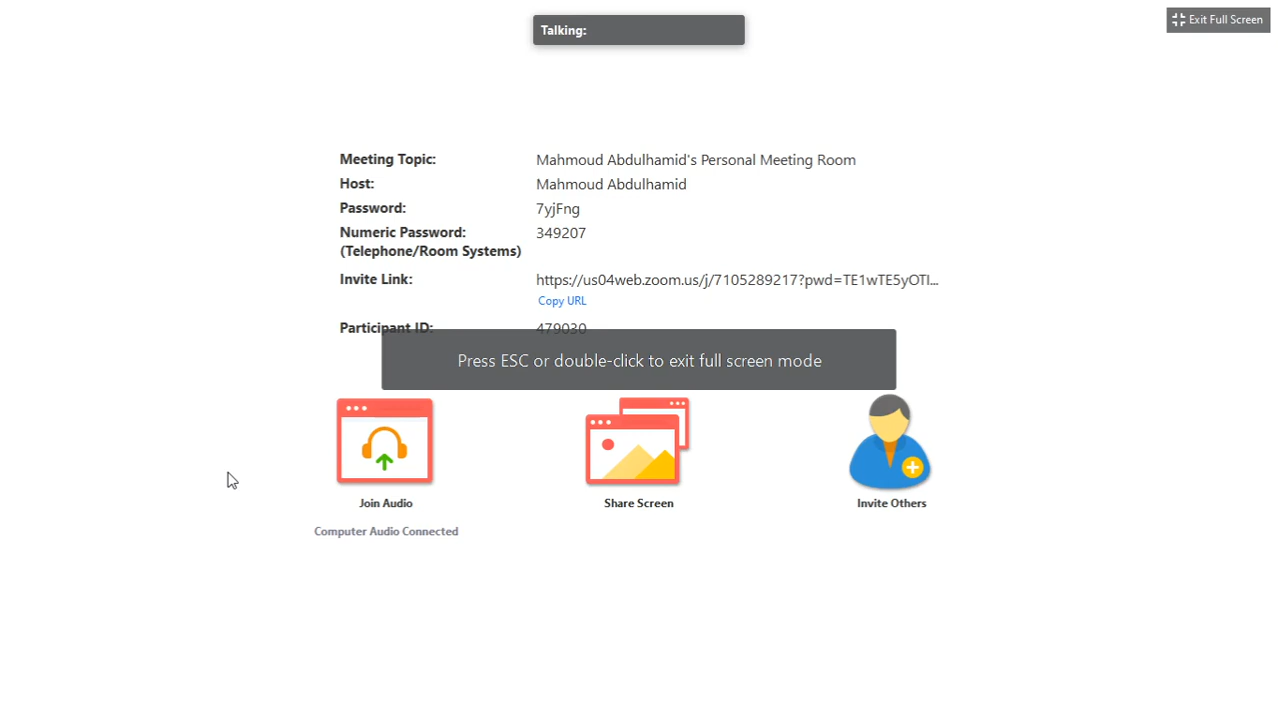 Talking:
Exit Full Screen
Meeting Topic: Mahmoud Abdulhamid's Personal Meeting Room
Host: Mahmoud Abdulhamid
Password: 7yjFng
Numeric Password: 349207
(Telephone/Room Systems)
Invite Link: https://us04web.zoom.us/j/7105289217?pwd=TE1wTE5yOTI...
Copy URL
Participant ID: 479030
Press ESC or double-click to exit full screen mode
Join Audio Share Screen Invite Others
Computer Audio Connected